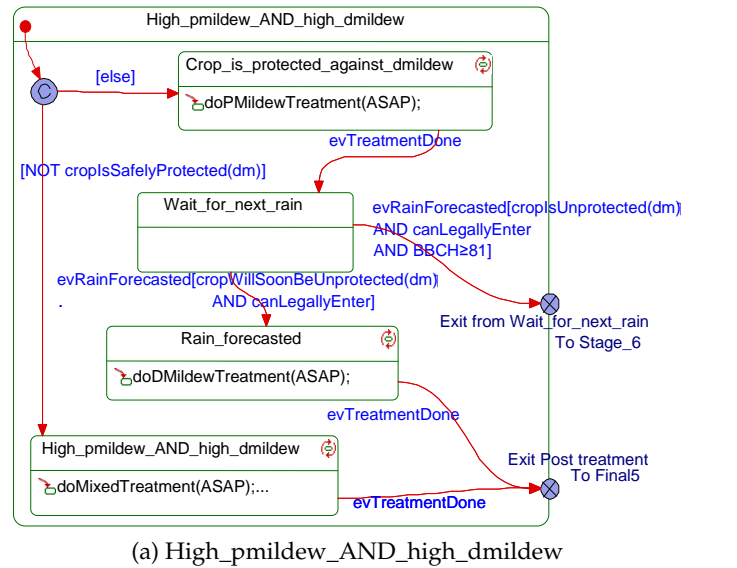 High_pmildew_AND_high_dmildew
Crop_is_protected_against_dmildew
[else]
C
doPMildewTreatment(ASAP);
evTreatmentDone
[NOT cropIsSafelyProtected(dm)]
Wait_for_next_rain
evRainForecasted[cropIsUnprotected(dm)
AND canLegallyEnter
AND BBCH≥81]
evRainForecasted[cropWillSoonBeUnprotected(dm)
AND canLegallyEnter]
Exit from Wait_for_next_rain
To Stage_6
Rain_forecasted
doDMildewTreatment(ASAP);
evTreatmentDone
High_pmildew_AND_high_dmildew
Exit Post treatment
To Final5
doMixedTreatment(ASAP);...
evTreatmentDone
(a) High_pmildew_AND_high_dmildew